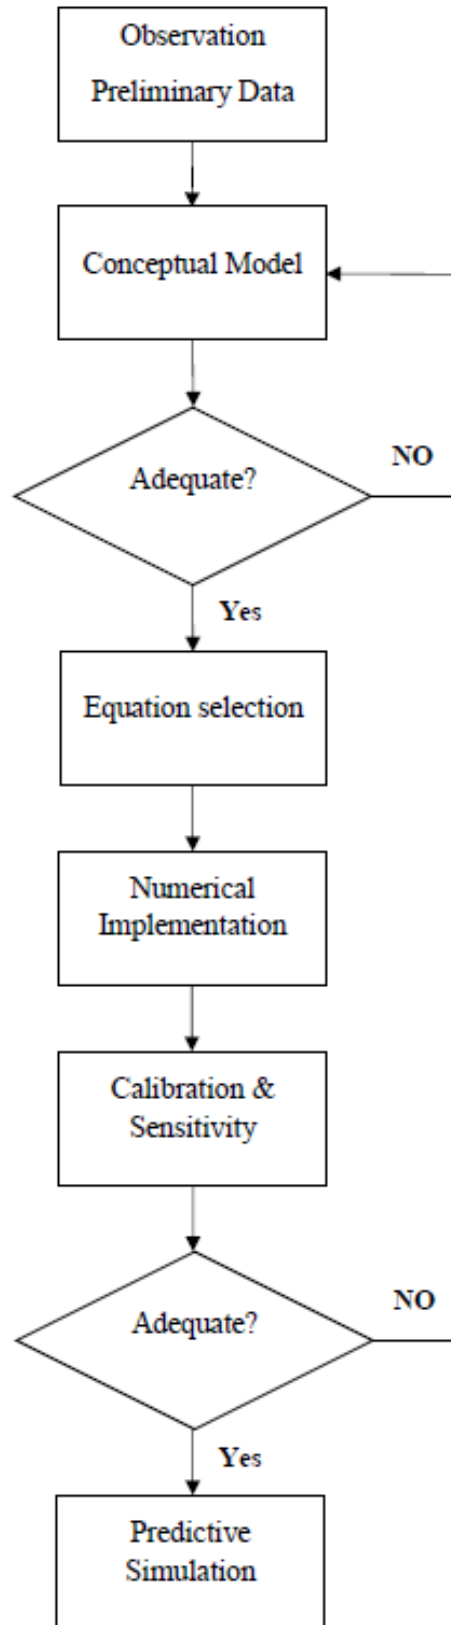 Observation
Preliminary Data
Conceptual Model
Adequate?
NO
Yes
Equation selection
Numerical
Implementation
Calibration &
Sensitivity
Adequate?
NO
Yes
Predictive
Simulation